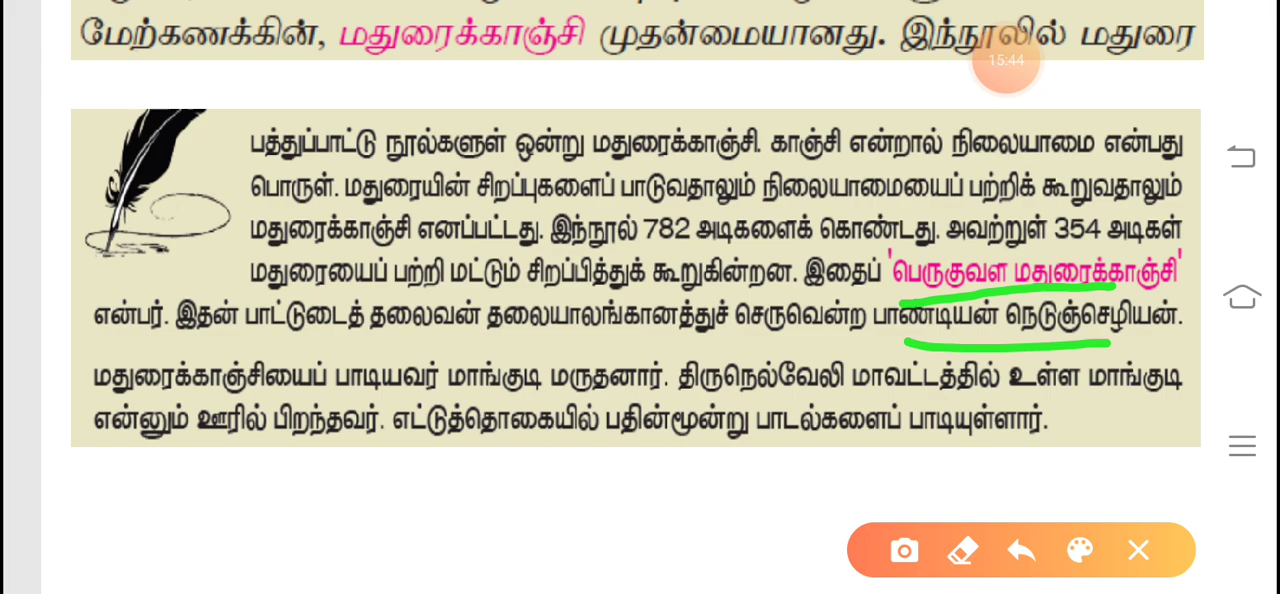 மேற்கணக்கின், மதுரைக்காஞ்சி முதன்மையானது. இந்நூலில் மதுரை
15:44
பத்துப்பாட்டு நூல்களுள் ஒன்று மதுரைக்காஞ்சி. காஞ்சி என்றால் நிலையாமை என்பது
பொருள். மதுரையின் சிறப்புகளைப் பாடுவதாலும் நிலையாமையைப் பற்றிக் கூறுவதாலும்
மதுரைக்காஞ்சி எனப்பட்டது. இந்நூல் 782 அடிகளைக் கொண்டது. அவற்றுள் 354 அடிகள்
மதுரையைப் பற்றி மட்டும் சிறப்பித்துக் கூறுகின்றன. இதைப் 'பெருகுவள மதுரைக்காஞ்சி'
என்பர். இதன் பாட்டுடைத் தலைவன் தலையாலங்கானத்துச் செருவென்ற பாண்டியன் நெடுஞ்செழியன்.
மதுரைக்காஞ்சியைப் பாடியவர் மாங்குடி மருதனார். திருநெல்வேலி மாவட்டத்தில் உள்ள மாங்குடி
என்னும் ஊரில் பிறந்தவர். எட்டுத்தொகையில் பதின்மூன்று பாடல்களைப் பாடியுள்ளார்.